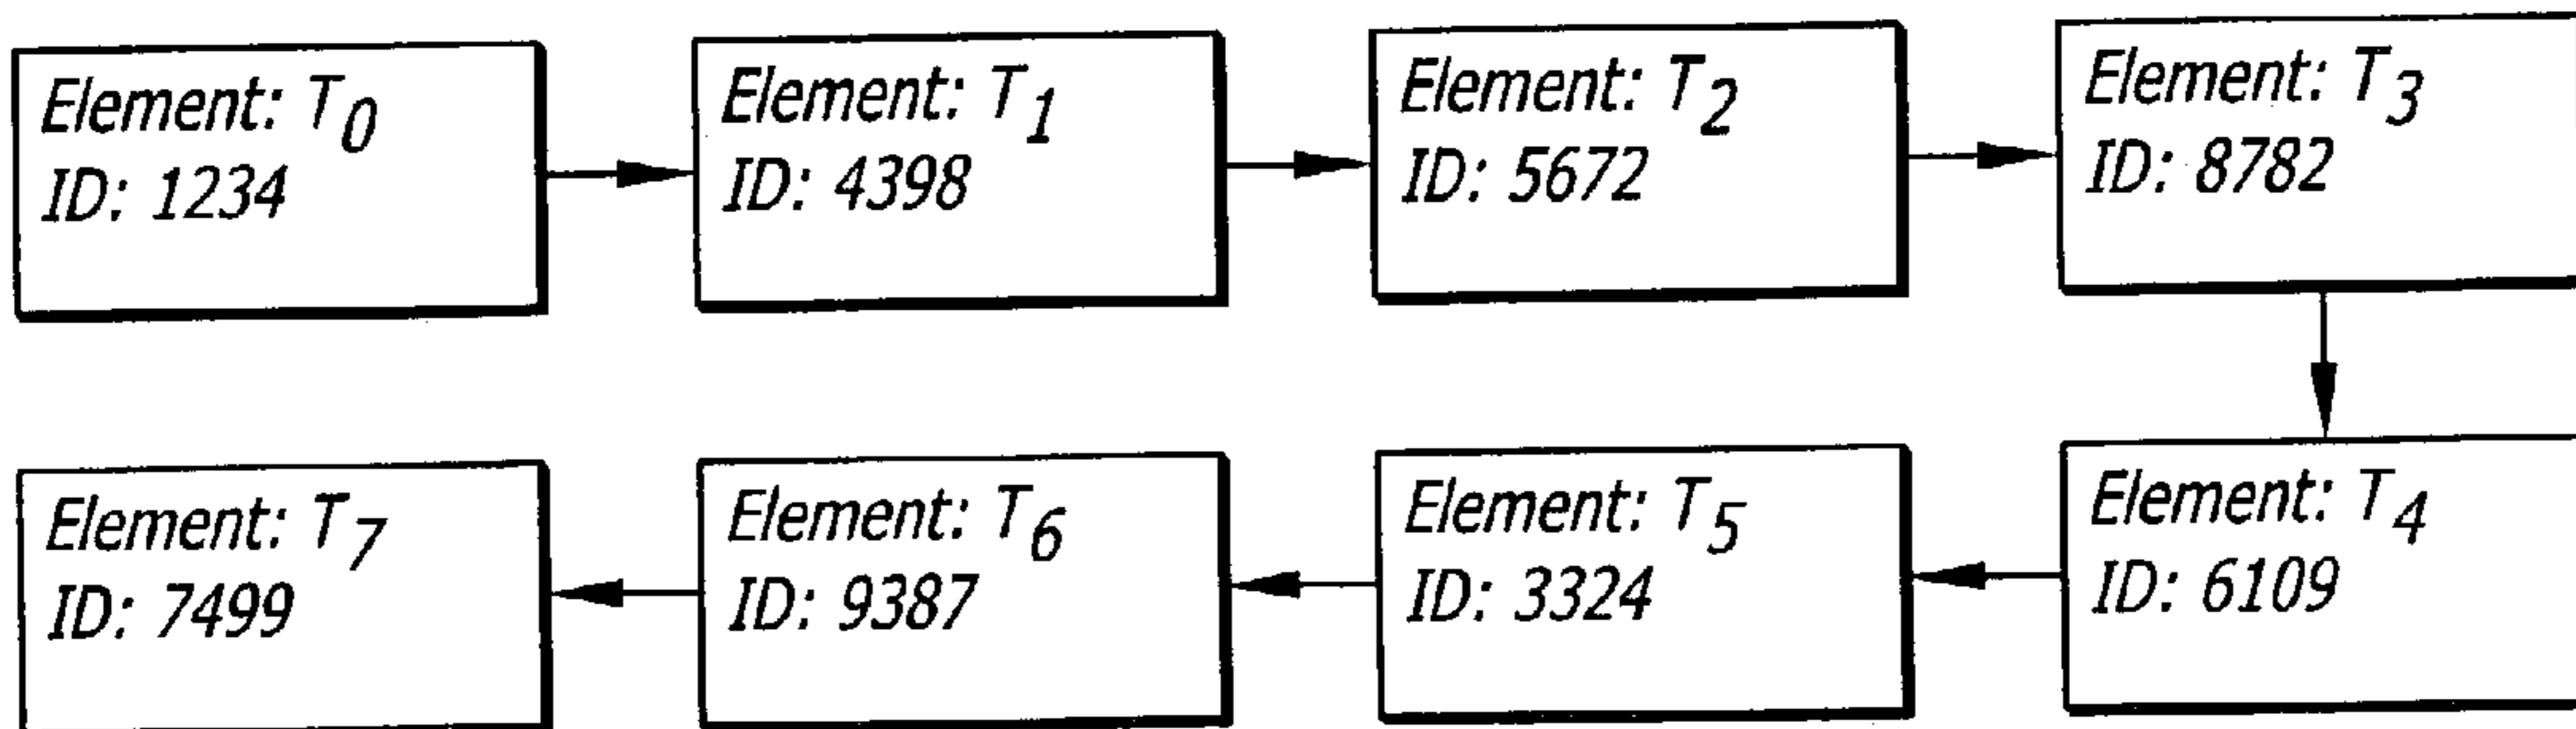 Element: T0
ID: 1234
Element: T1
ID: 4398
Element: T2
ID: 5672
Element: T3
ID: 8782
Element: T7
ID: 7499
Element: T6
ID: 9387
Element: T5
ID: 3324
Element: T4
ID: 6109